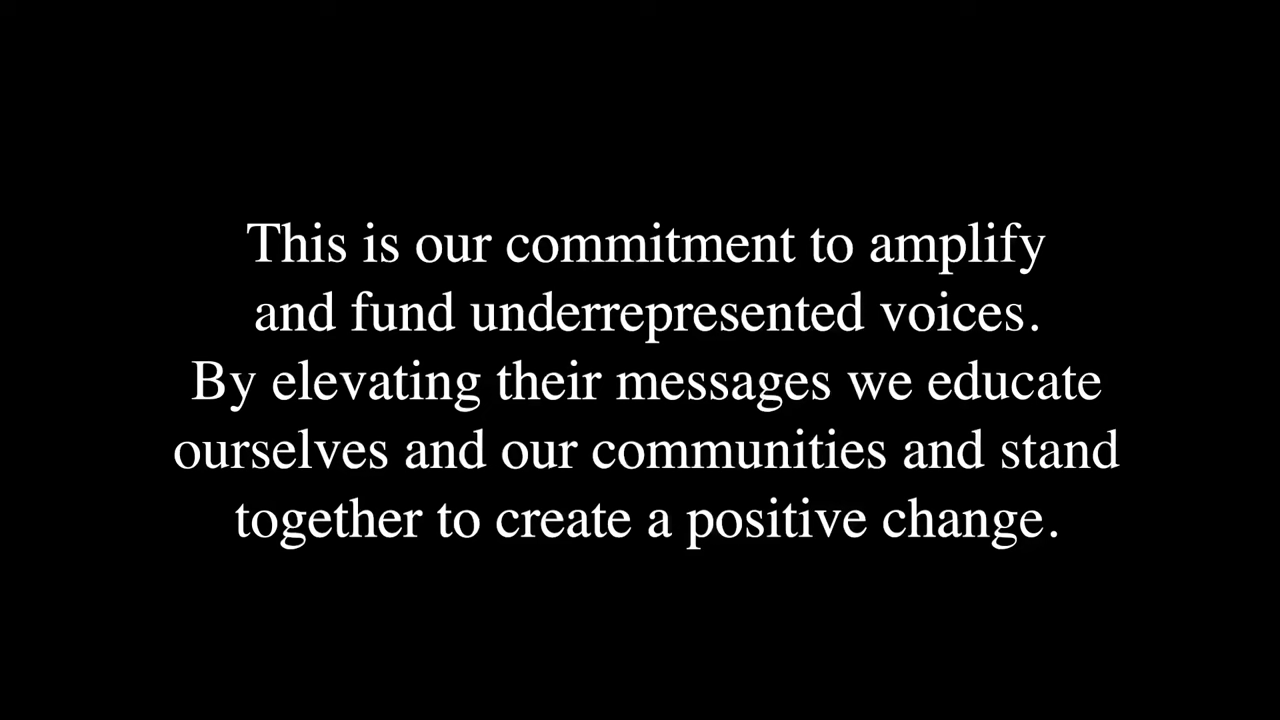 This is our commitment to amplify
and fund underrepresented voices.
By elevating their messages we educate
ourselves and our communities and stand
together to create a positive change.